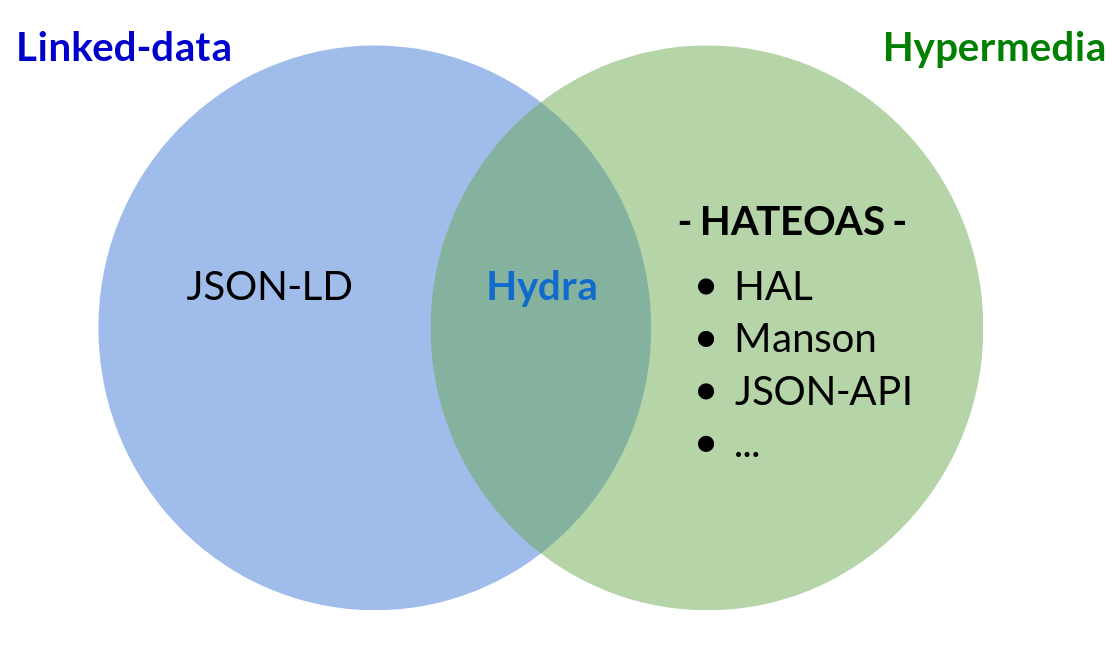 Linked-data
Hypermedia
- HATEOAS -
JSON-LD
Hydra
• HAL
• Manson
• JSON-API
• ...